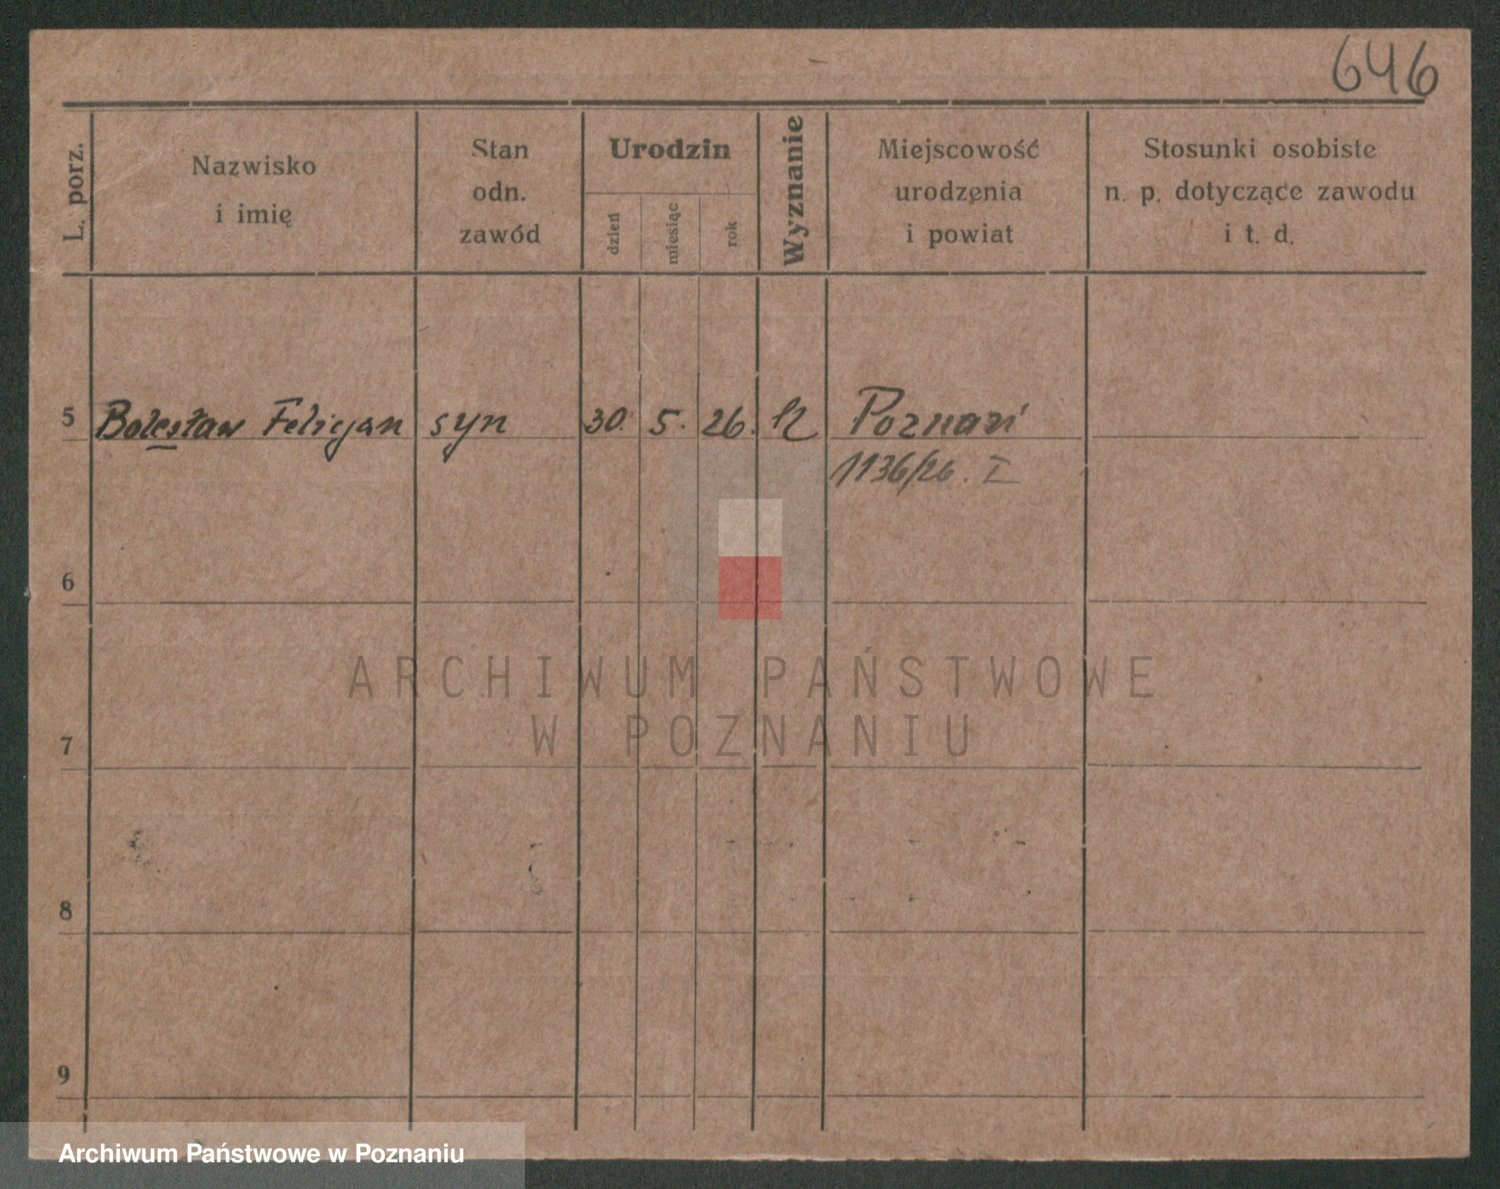 646
L. porz.
Nazwisko
i imię
Stan
odn.
zawód
Urodzin
dzień
miesiąc
rok
Wyznanie
Miejscowość
urodzenia
i powiat
Stosunki osobiste
n. p. dotyczące zawodu
i t. d.
5 Bolesław Felicjan syn 30. 5. 26. k Poznań
1136/26. I
6
7
8
9
ARCHIWUM PAŃSTWOWE
W POZNANIU
Archiwum Państwowe w Poznaniu